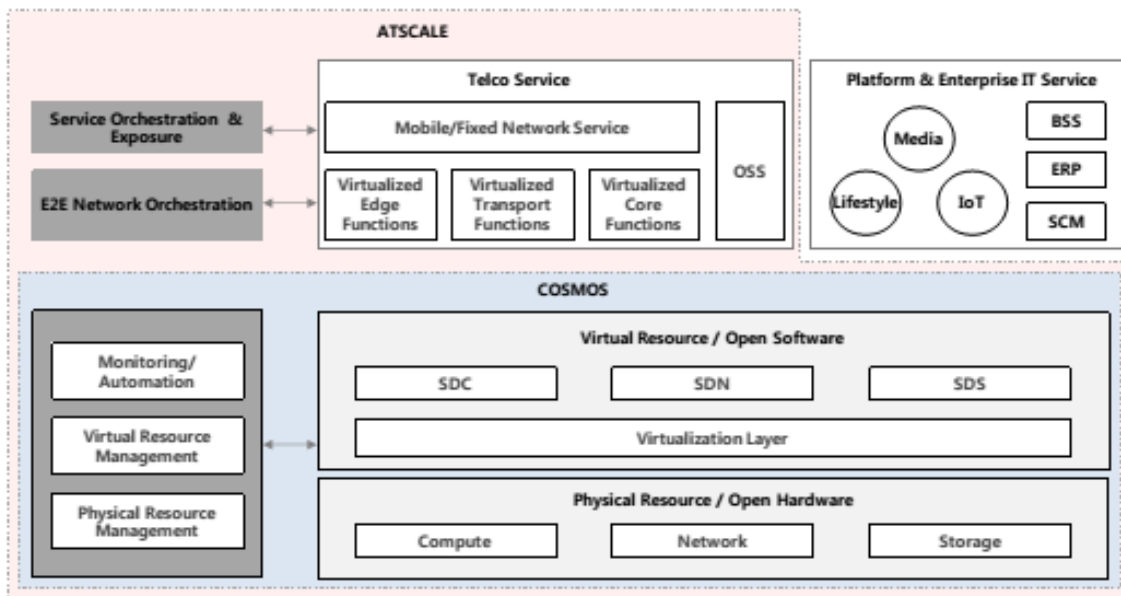 ATSCALE
Telco Service
Platform & Enterprise IT Service
Service Orchestration &
Exposure
Mobile/Fixed Network Service
OSS
Media
BSS
ERP
E2E Network Orchestration
Virtualized
Edge
Functions
Virtualized
Transport
Functions
Virtualized
Core
Functions
Lifestyle
IoT
SCM
COSMOS
Monitoring/
Automation
Virtual Resource
Management
Physical Resource
Management
Virtual Resource / Open Software
SDC
SDN
SDS
Virtualization Layer
Physical Resource / Open Hardware
Compute
Network
Storage